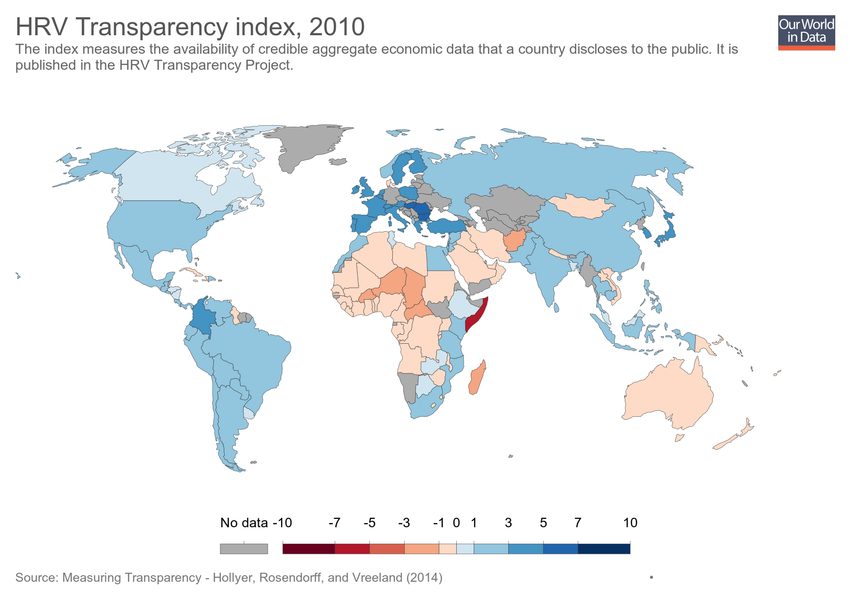 HRV Transparency index, 2010
Our World
in Data
The index measures the availability of credible aggregate economic data that a country discloses to the public. It is
published in the HRV Transparency Project.
No data -10 -7 -5 -3 -1 0 1 3 5 7 10
Source: Measuring Transparency - Hollyer, Rosendorff, and Vreeland (2014)